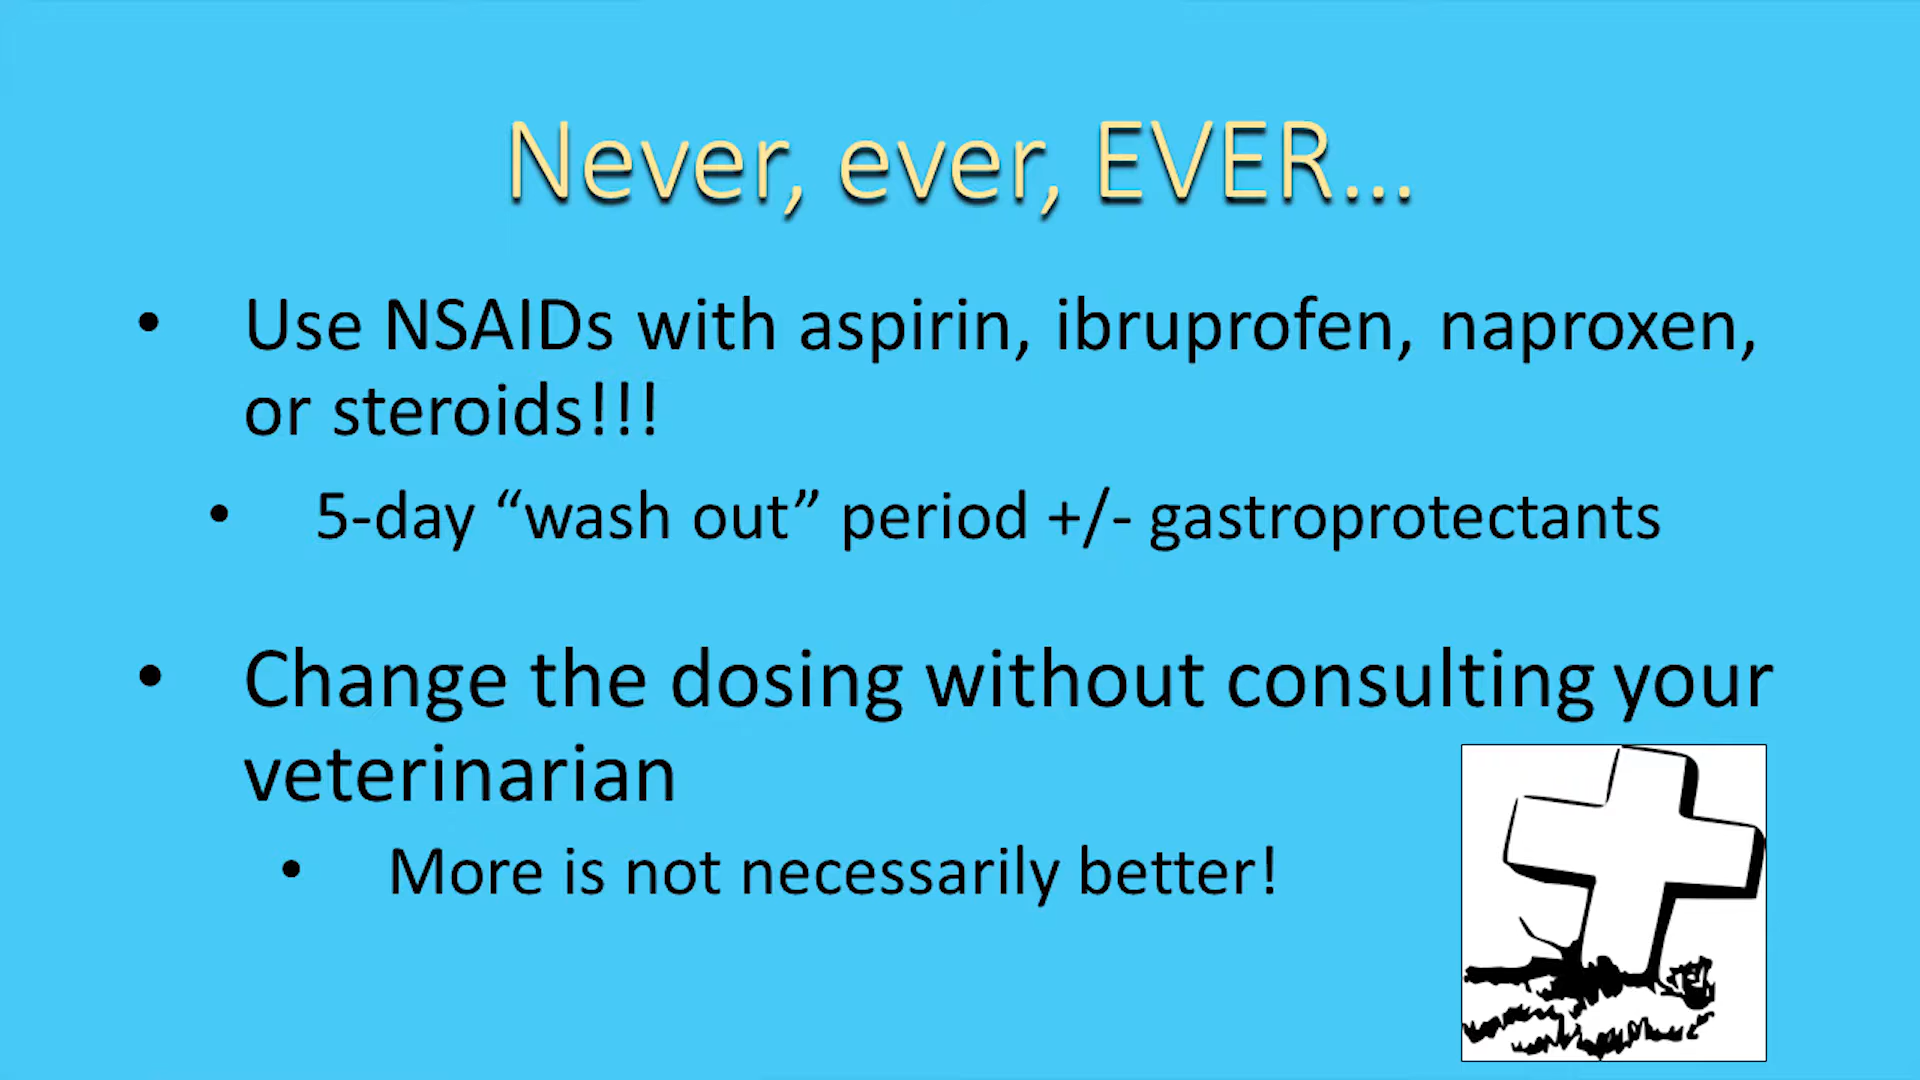 Never, ever, EVER...
• Use NSAIDs with aspirin, ibruprofen, naproxen,
or steroids!!!
• 5-day “wash out” period +/- gastroprotectants
• Change the dosing without consulting your
veterinarian
• More is not necessarily better!